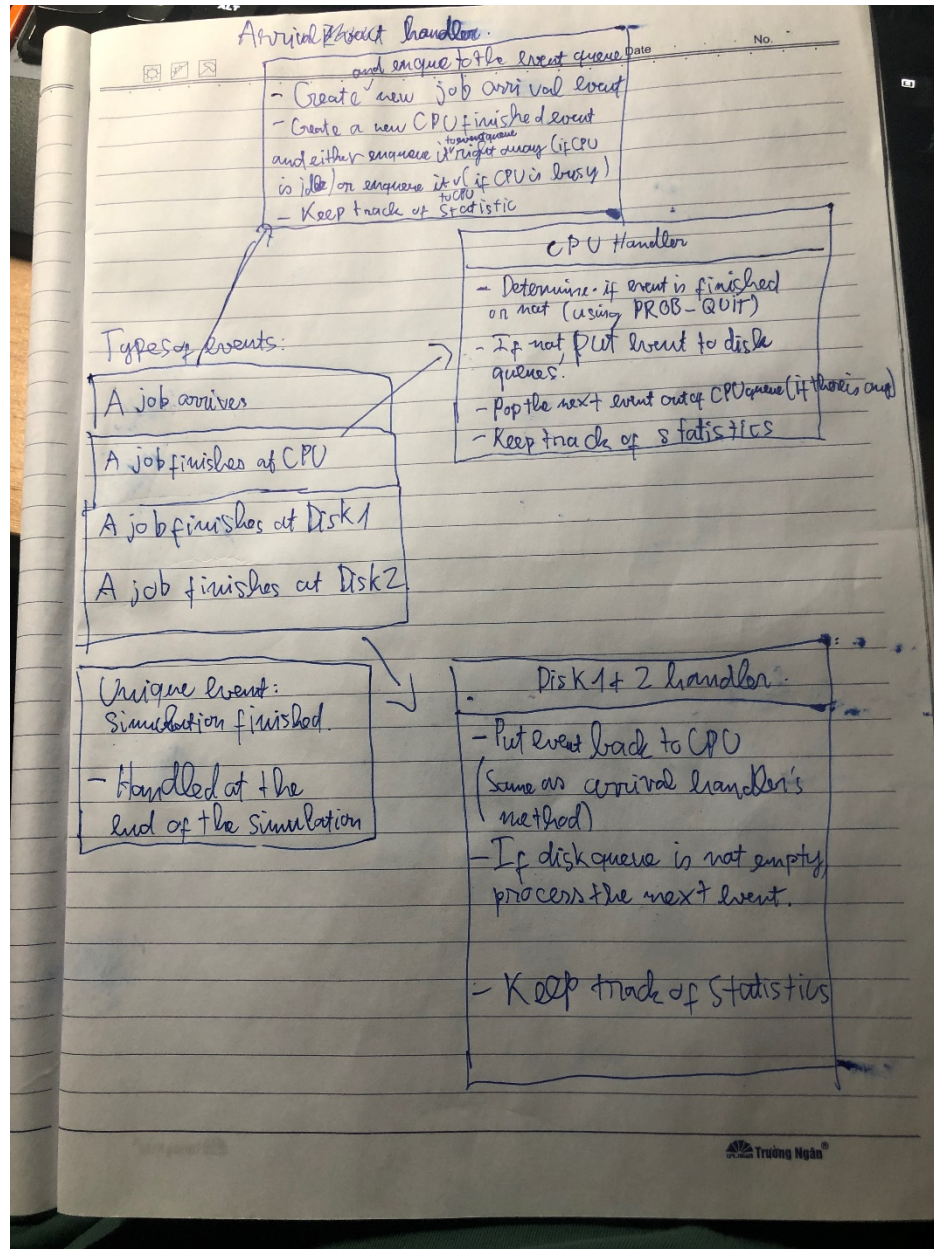 ALT
Arrival Event handler.
Date
No.
and enque to the event queue
- Create new job arrival event
- Create a new CPU finished event
to event queue
and either enqueue it right away (if CPU
is idle) or enqueue it (if CPU is busy)
to CPU
- Keep track of Statistic
CPU Handler
- Determine if event is finished
or not (using PROB-QUIT)
- If not, put event to disk
queues.
- Pop the next event out of CPU queue (if there is any)
- Keep track of statistics
Types of events:
A job arrives
A job finishes at CPU
A job finishes at Disk1
A job finishes at Disk2
Unique event:
Simulation finished.
- Handled at the
end of the simulation
Disk 1 + 2 handler.
- Put event back to CPU
(Same as arrival handler's
method)
- If disk queue is not empty,
process the next event.
- Keep track of Statistics
Trường Ngân®